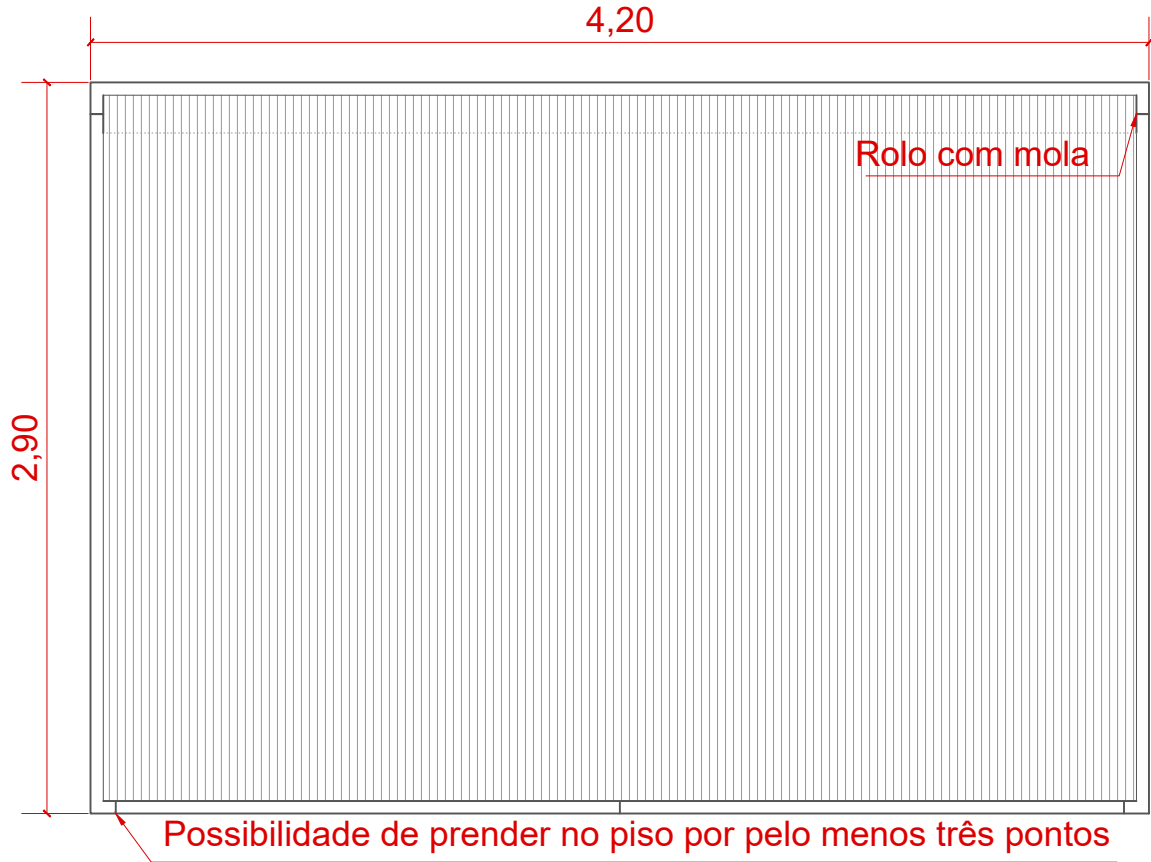 4,20
Rolo com mola
2,90
Possibilidade de prender no piso por pelo menos três pontos